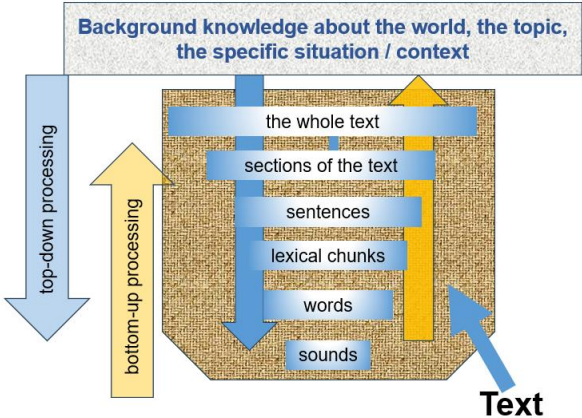 Background knowledge about the world, the topic,
the specific situation / context
top-down processing
bottom-up processing
the whole text
sections of the text
sentences
lexical chunks
words
sounds
Text